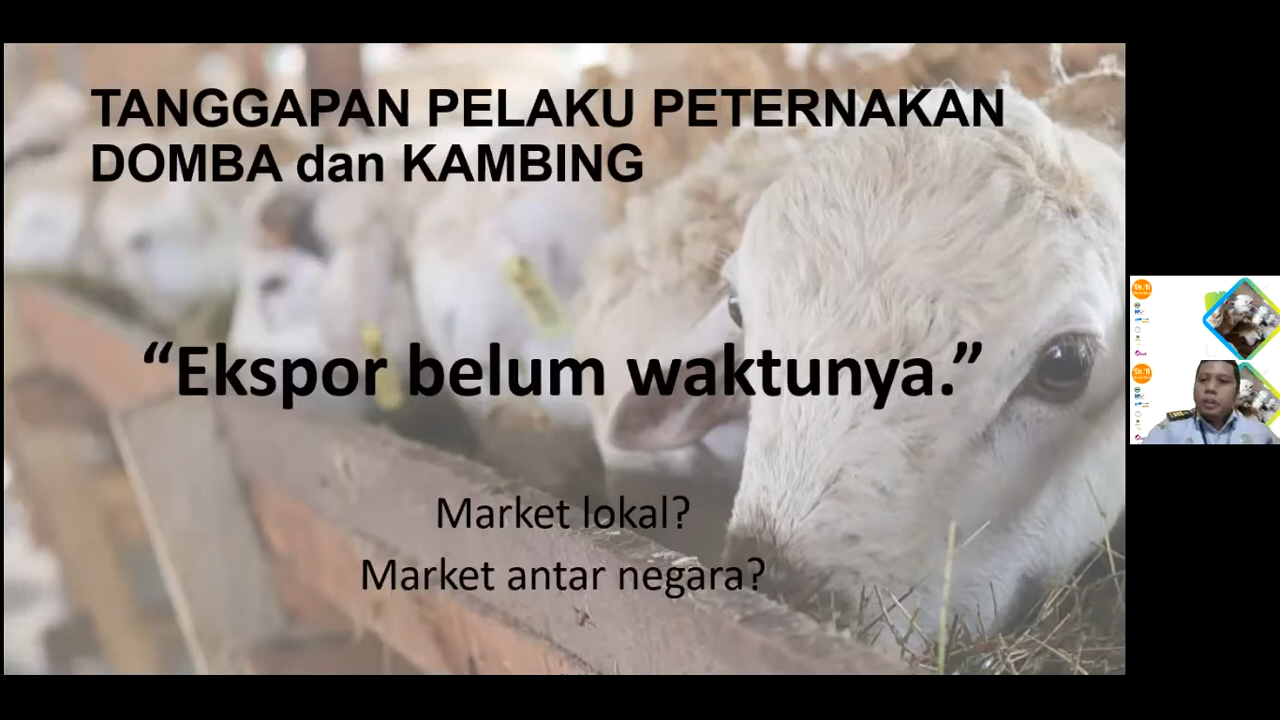 TANGGAPAN PELAKU PETERNAKAN
DOMBA dan KAMBING
“Ekspor belum waktunya.”
Market lokal?
Market antar negara?